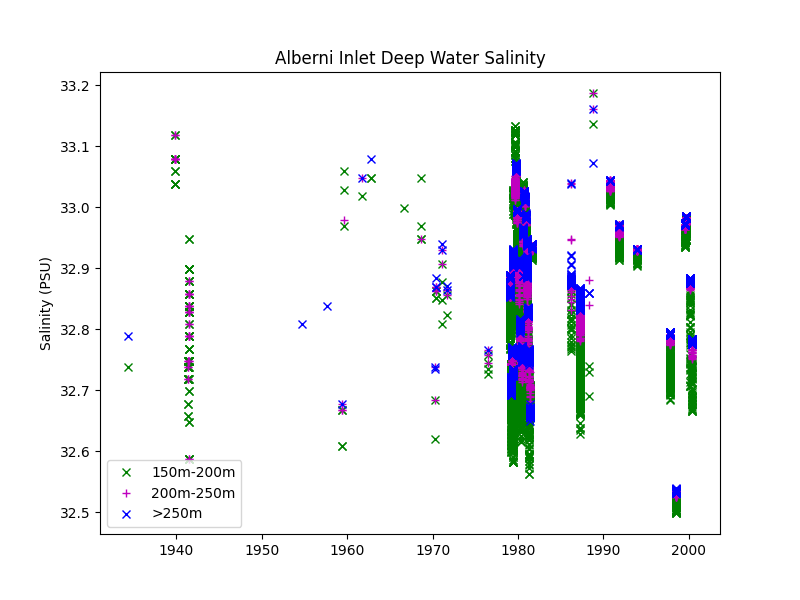 Alberni Inlet Deep Water Salinity
33.2
33.1
33.0
32.9
32.8
32.7
32.6
32.5
Salinity (PSU)
150m-200m
200m-250m
>250m
1940 1950 1960 1970 1980 1990 2000